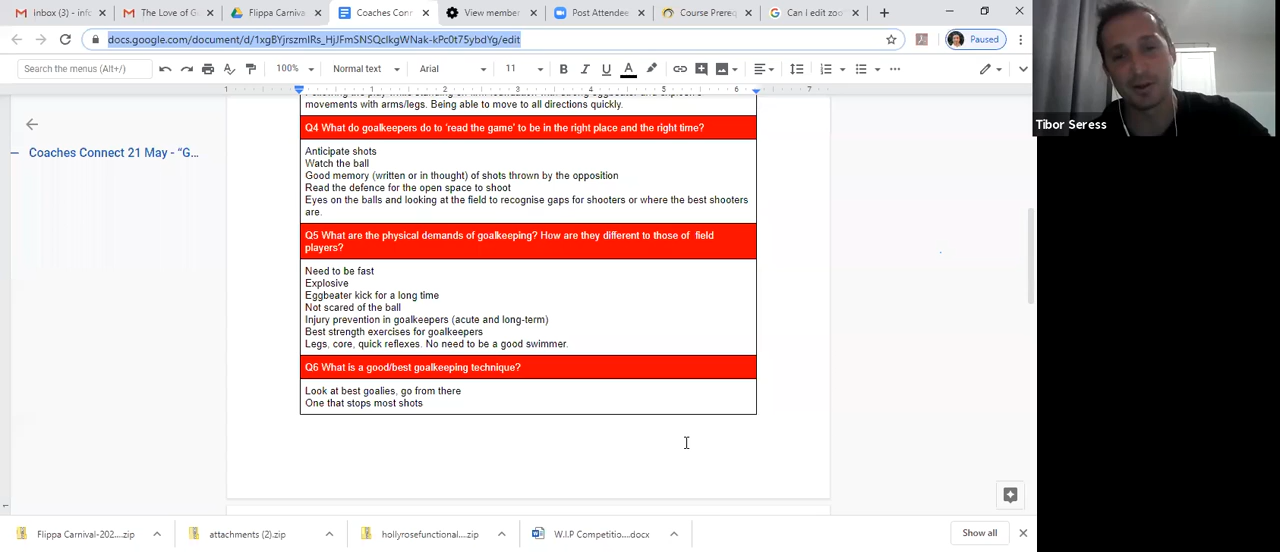 Inbox (3) - info
The Love of G
Flippa Carniva
Coaches Conn
View member
Post Attendee
Course Prereq
Can I edit zoo
docs.google.com/document/d/1xgBYjrszmIRs_HjJFmSNSQcIkgWNak-kPc0t75ybdYg/edit
Paused
Search the menus (Alt+/)
100%
Normal text
Arial
11
1 1 2 3 4 5 6 7
Coaches Connect 21 May - “G...
movements with arms/legs. Being able to move to all directions quickly.
Q4 What do goalkeepers do to 'read the game' to be in the right place and the right time?
Anticipate shots
Watch the ball
Good memory (written or in thought) of shots thrown by the opposition
Read the defence for the open space to shoot
Eyes on the balls and looking at the field to recognise gaps for shooters or where the best shooters
are.
Q5 What are the physical demands of goalkeeping? How are they different to those of field
players?
Need to be fast
Explosive
Eggbeater kick for a long time
Not scared of the ball
Injury prevention in goalkeepers (acute and long-term)
Best strength exercises for goalkeepers
Legs, core, quick reflexes. No need to be a good swimmer.
Q6 What is a good/best goalkeeping technique?
Look at best goalies, go from there
One that stops most shots
Tibor Seress
Flippa Carnival-202....zip
attachments (2).zip
hollyrosefunctional....zip
W.I.P Competitio....docx
Show all